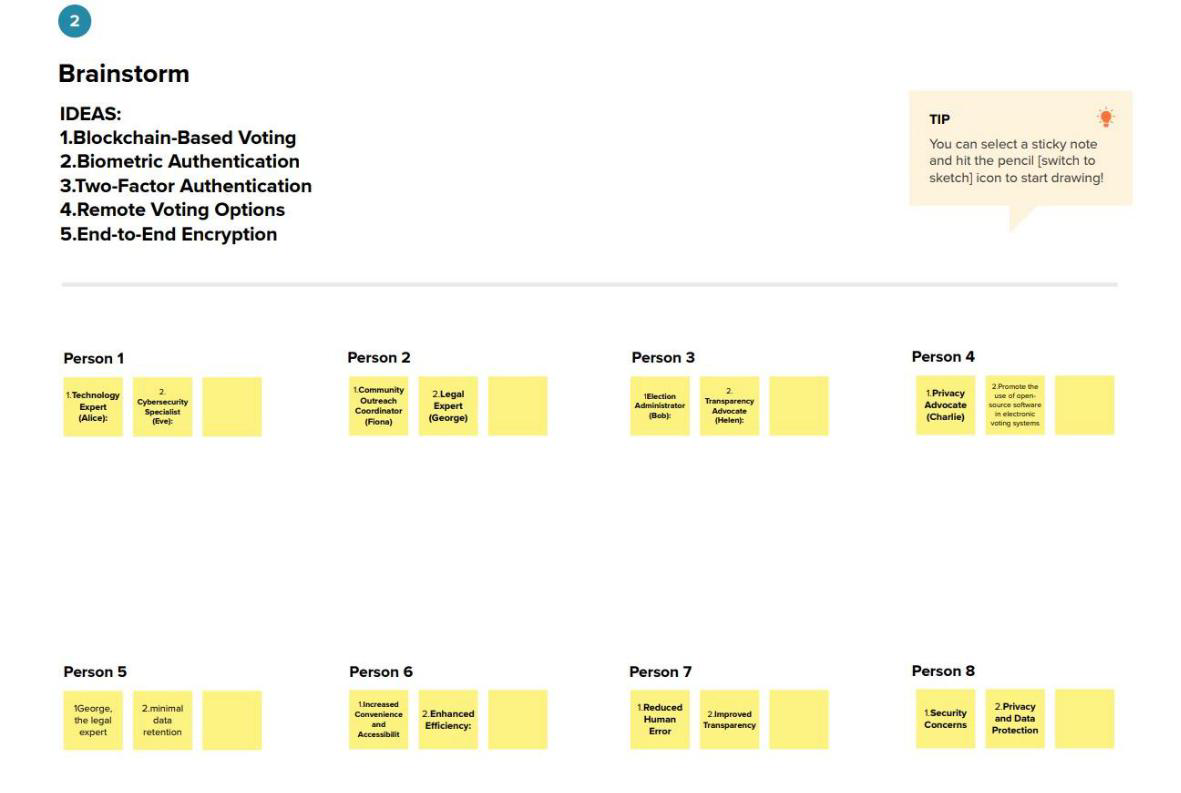 2
Brainstorm
IDEAS:
1.Blockchain-Based Voting
2.Biometric Authentication
3.Two-Factor Authentication
4.Remote Voting Options
5.End-to-End Encryption
TIP
You can select a sticky note
and hit the pencil [switch to
sketch] icon to start drawing!
Person 1
1.Technology
Expert
(Alice):
2.
Cybersecurity
Specialist
(Eve):
Person 2
1.Community
Outreach
Coordinator
(Fiona)
2.Legal
Expert
(George)
Person 3
1Election
Administrator
(Bob):
2.
Transparency
Advocate
(Helen):
Person 4
1.Privacy
Advocate
(Charlie)
2.Promote the
use of open-
source software
in electronic
voting systems
Person 5
1George,
the legal
expert
2.minimal
data
retention
Person 6
1.Increased
Convenience
and
Accessibilit
2.Enhanced
Efficiency:
Person 7
1.Reduced
Human
Error
2.Improved
Transparency
Person 8
1.Security
Concerns
2.Privacy
and Data
Protection